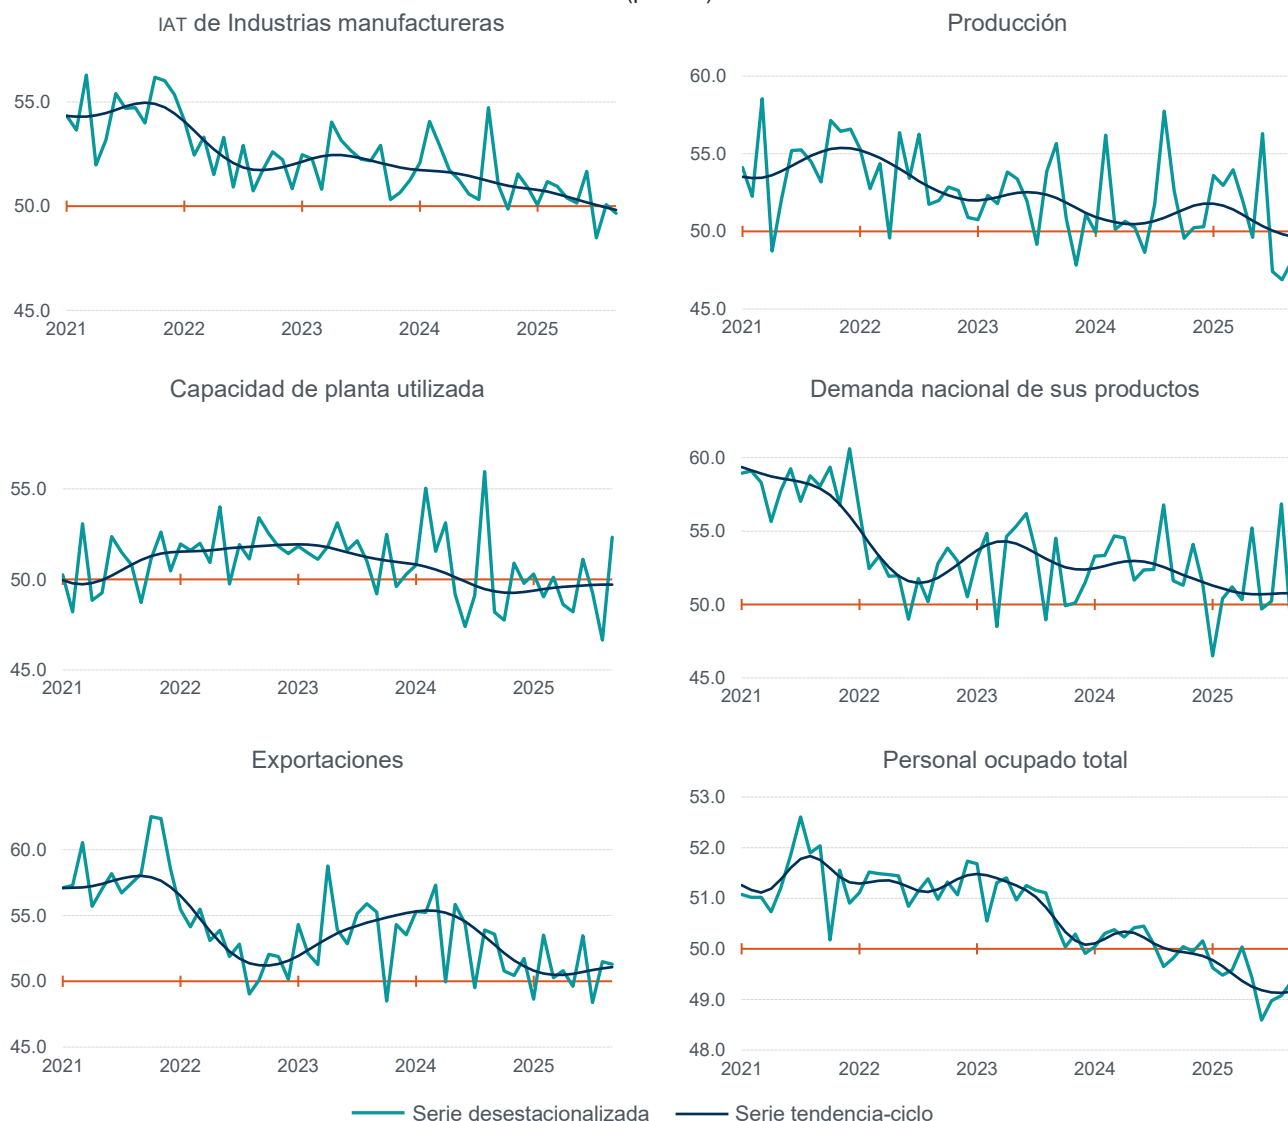 IAT de Industrias manufactureras
Producción
55.0
50.0
45.0
2021 2022 2023 2024 2025
60.0
55.0
50.0
45.0
2021 2022 2023 2024 2025
Capacidad de planta utilizada
Demanda nacional de sus productos
55.0
50.0
45.0
2021 2022 2023 2024 2025
60.0
55.0
50.0
45.0
2021 2022 2023 2024 2025
Exportaciones
Personal ocupado total
60.0
55.0
50.0
45.0
2021 2022 2023 2024 2025
53.0
52.0
51.0
50.0
49.0
48.0
2021 2022 2023 2024 2025
Serie desestacionalizada Serie tendencia-ciclo